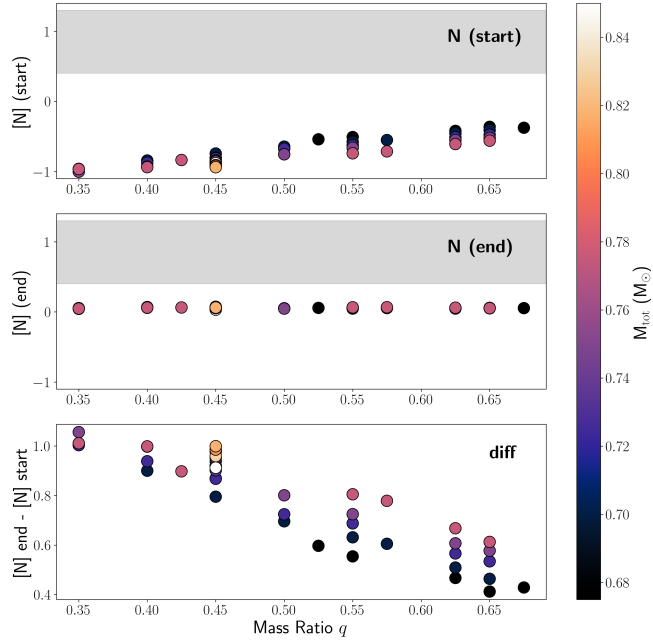 1
0
−1
[N] (start)
N (start)
0.35 0.40 0.45 0.50 0.55 0.60 0.65
1
0
−1
[N] (end)
N (end)
0.35 0.40 0.45 0.50 0.55 0.60 0.65
1.0
0.8
0.6
0.4
[N] end - [N] start
diff
0.35 0.40 0.45 0.50 0.55 0.60 0.65
Mass Ratio q
0.84
0.82
0.80
0.78
0.76
0.74
0.72
0.70
0.68
M_tot (M_⊙)